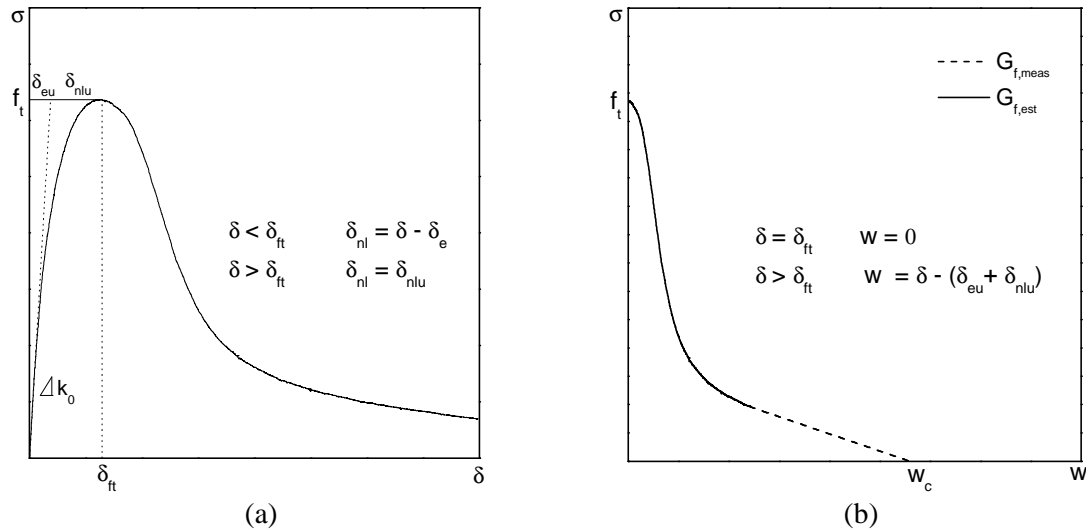 σ
δ_eu δ_nlu
f_t
δ < δ_ft δ_nl = δ - δ_e
δ > δ_ft δ_nl = δ_nlu
k_0
δ_ft
δ
(a)
σ
G_f,meas
f_t
G_f,est
δ = δ_ft w = 0
δ > δ_ft w = δ - (δ_eu + δ_nlu)
w_c
w
(b)